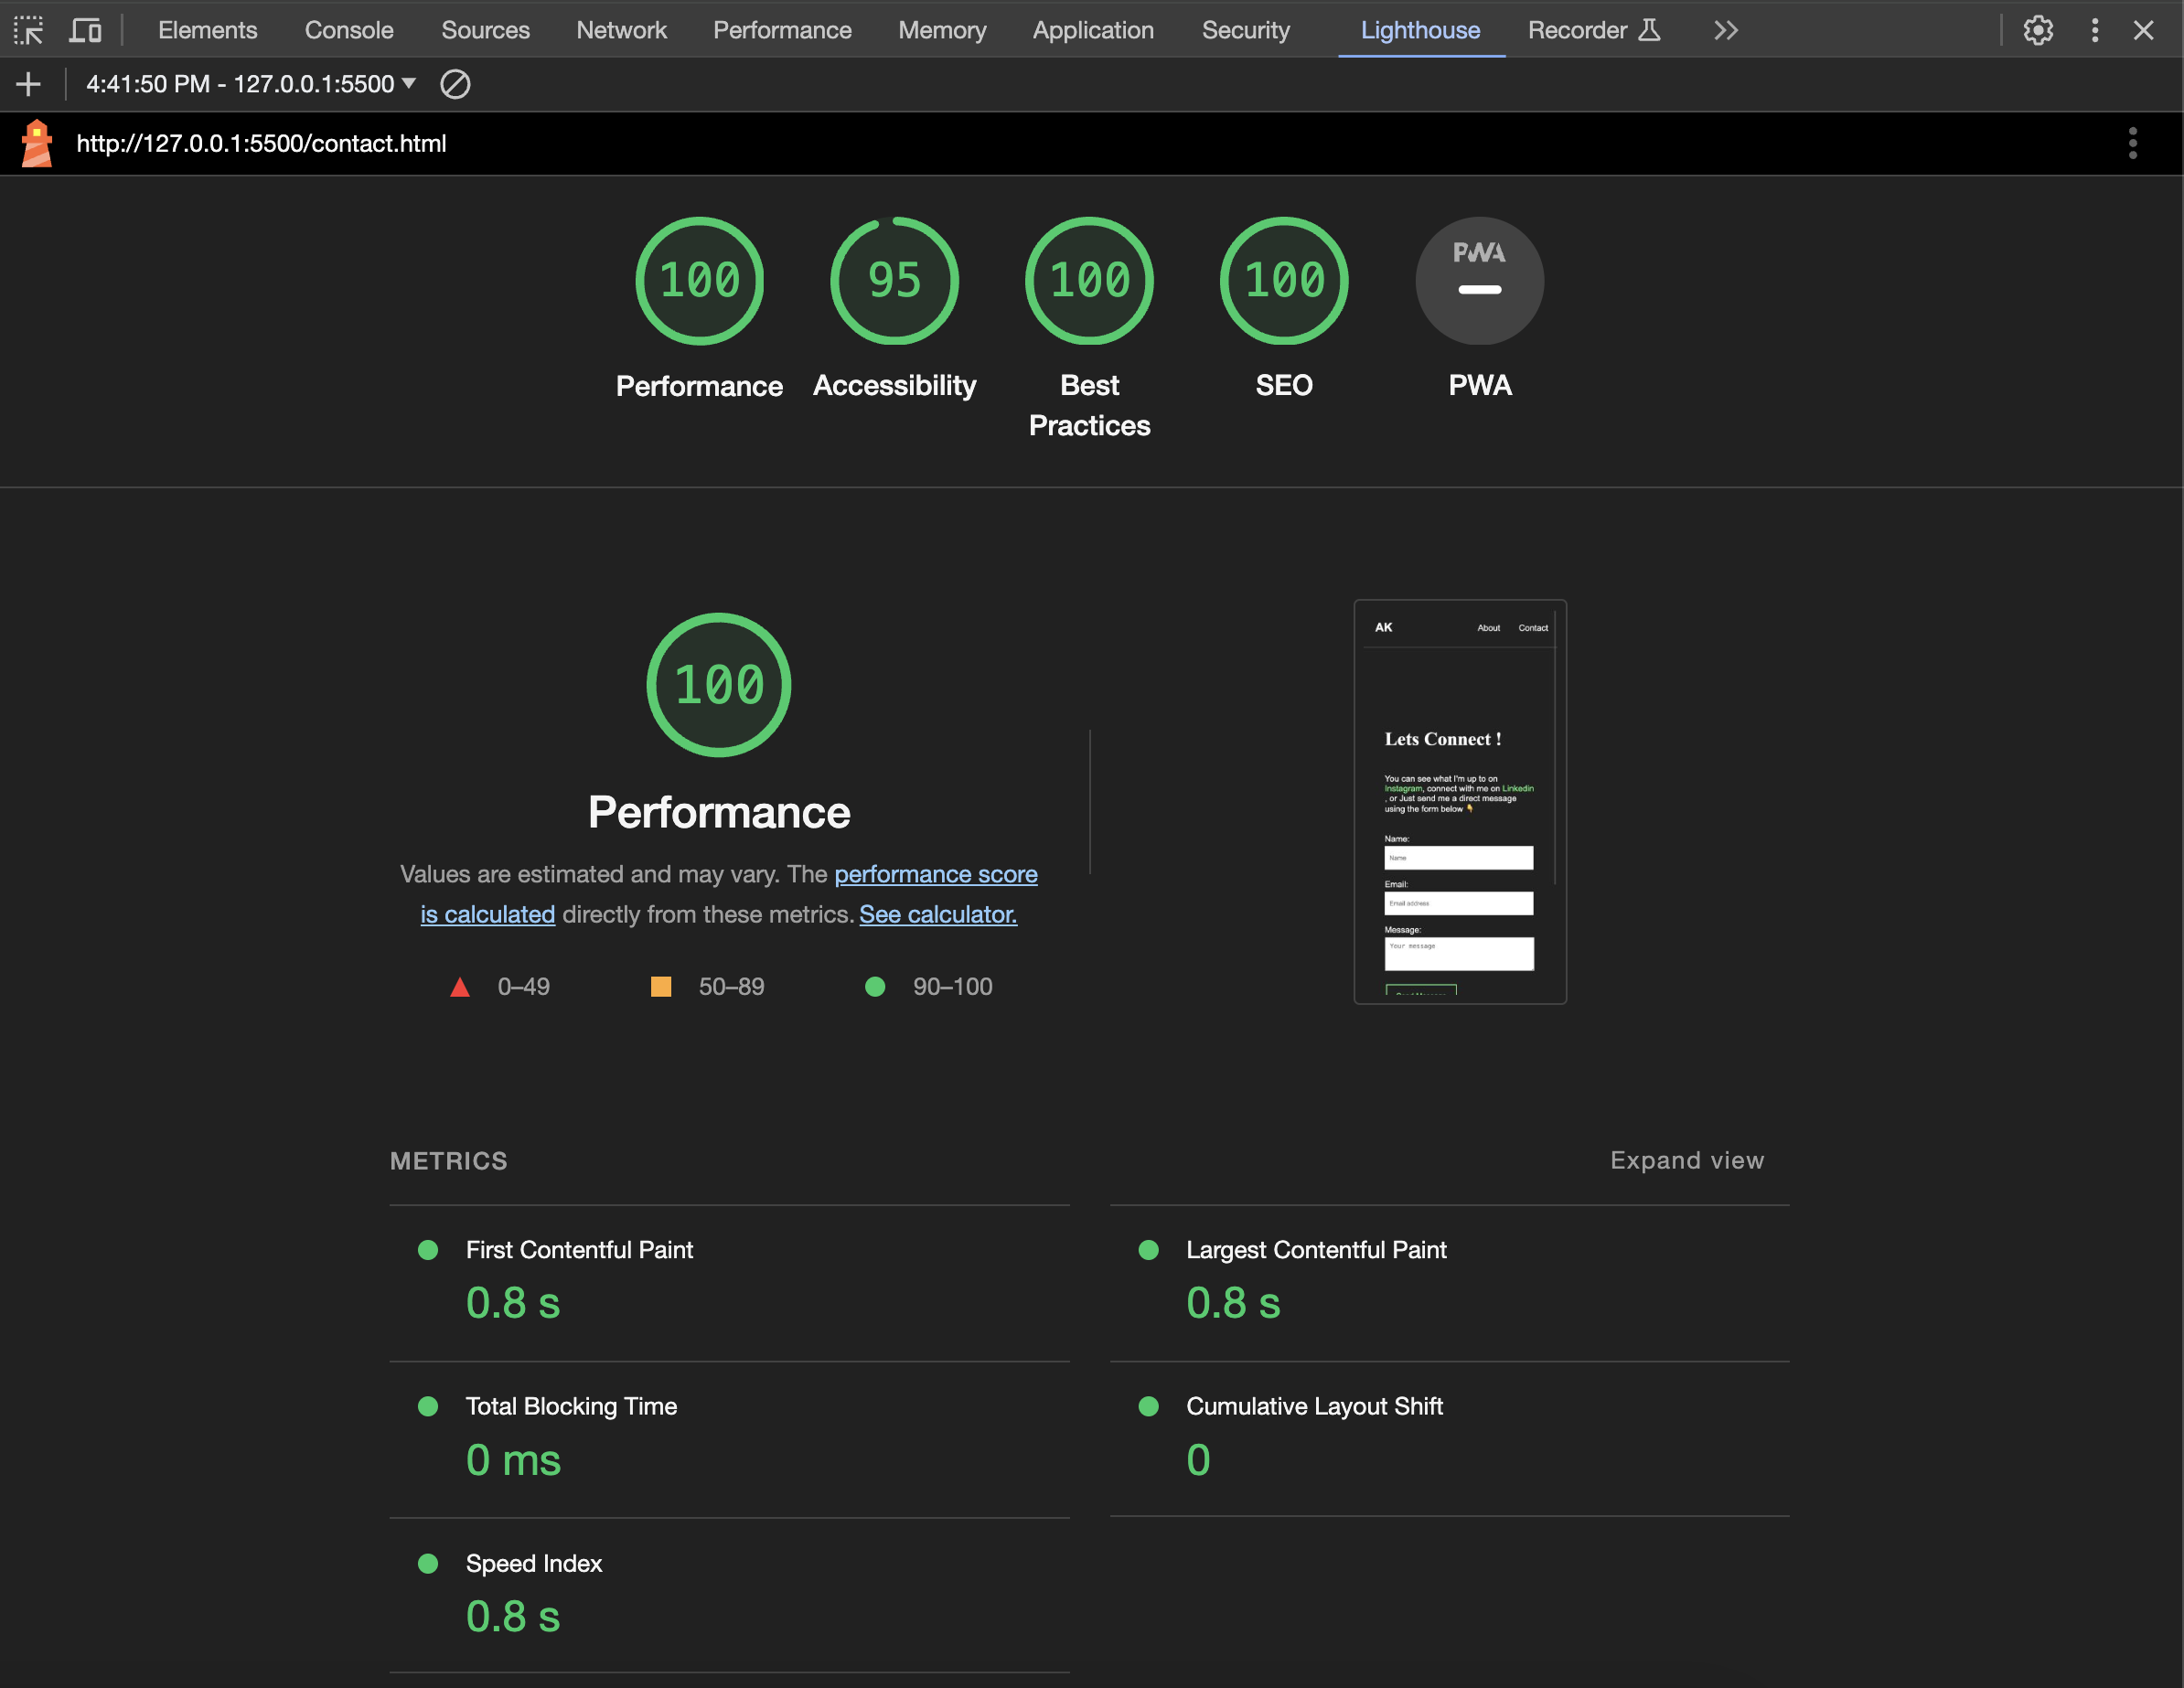 Elements Console Sources Network Performance Memory Application Security Lighthouse Recorder
4:41:50 PM - 127.0.0.1:5500
http://127.0.0.1:5500/contact.html
100 95 100 100 PWA
Performance Accessibility Best Practices SEO PWA
100
Performance
Values are estimated and may vary. The performance score
is calculated directly from these metrics. See calculator.
0–49 50–89 90–100
AK About Contact
Lets Connect !
You can see what I'm up to on
Instagram, connect with me on Linkedin
, or Just send me a direct message
using the form below 👇
Name:
Name
Email:
Email address
Message:
Your message
METRICS Expand view
First Contentful Paint
0.8 s
Largest Contentful Paint
0.8 s
Total Blocking Time
0 ms
Cumulative Layout Shift
0
Speed Index
0.8 s